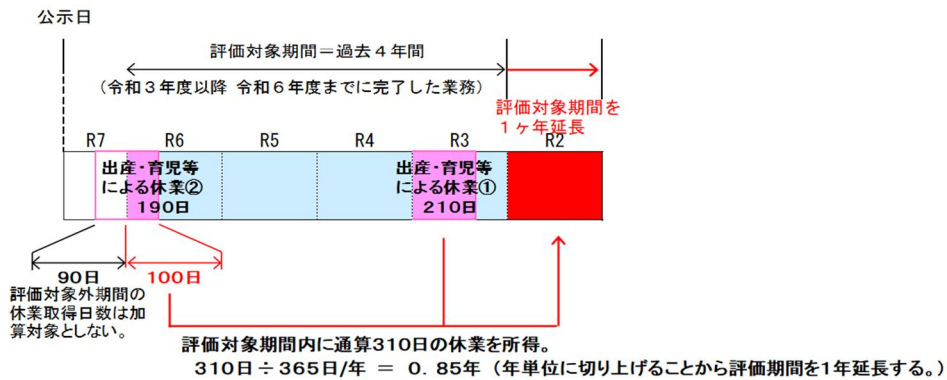 公示日
評価対象期間＝過去４年間
（令和３年度以降 令和６年度までに完了した業務）
評価対象期間を
１ヶ年延長
R7 R6 R5 R4 R3 R2
出産・育児等
による休業②
190日
出産・育児等
による休業①
210日
90日
100日
評価対象外期間の
休業取得日数は加
算対象としない。
評価対象期間内に通算310日の休業を所得。
310日÷365日/年 ＝ 0.85年（年単位に切り上げることから評価期間を1年延長する。）